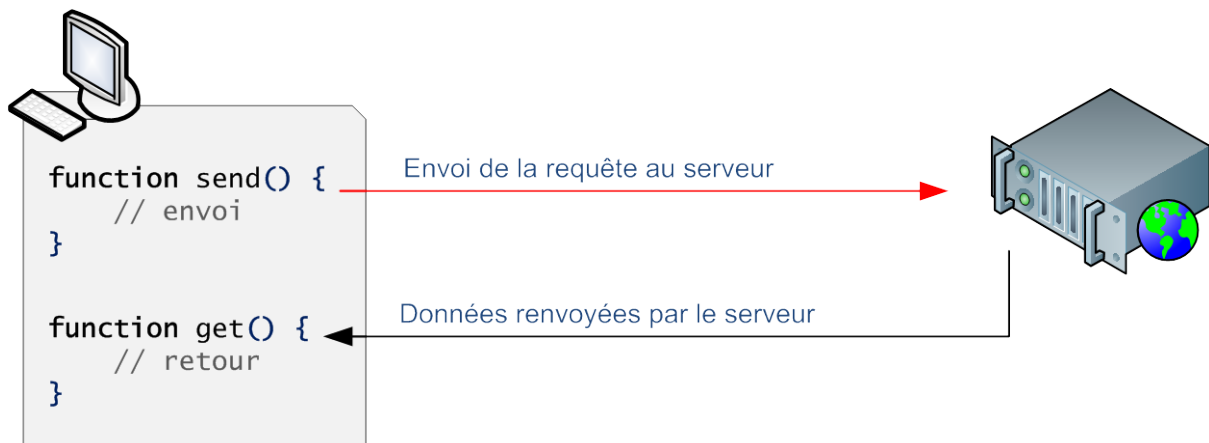 function send() {
// envoi
}
Envoi de la requête au serveur
function get() {
// retour
}
Données renvoyées par le serveur